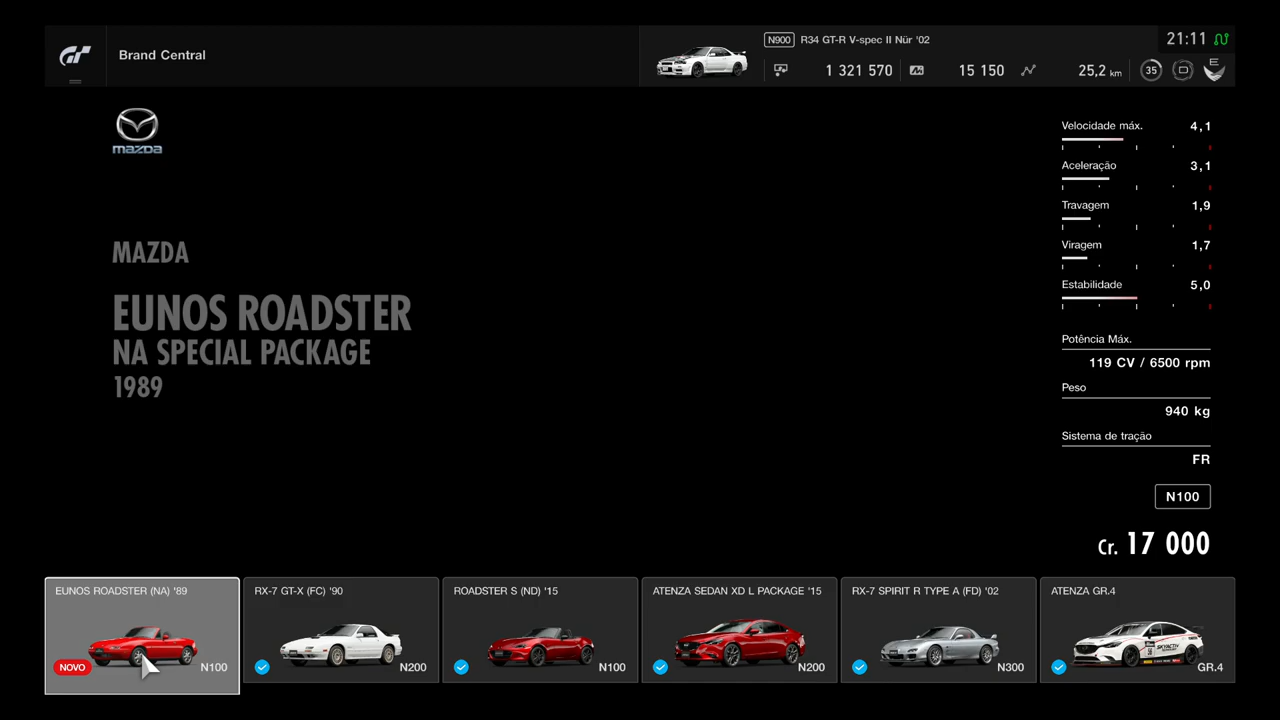 Brand Central
N900 R34 GT-R V-spec II Nür '02
21:11
1 321 570
15 150
25,2 km
35
D
E
mazda
MAZDA
EUNOS ROADSTER
NA SPECIAL PACKAGE
1989
Velocidade máx. 4,1
Aceleração 3,1
Travagem 1,9
Viragem 1,7
Estabilidade 5,0
Potência Máx.
119 CV / 6500 rpm
Peso
940 kg
Sistema de tração
FR
N100
Cr. 17 000
EUNOS ROADSTER (NA) '89
NOVO
N100
RX-7 GT-X (FC) '90
N200
ROADSTER S (ND) '15
N100
ATENZA SEDAN XD L PACKAGE '15
N200
RX-7 SPIRIT R TYPE A (FD) '02
N300
ATENZA GR.4
SKYACTIV
GR.4